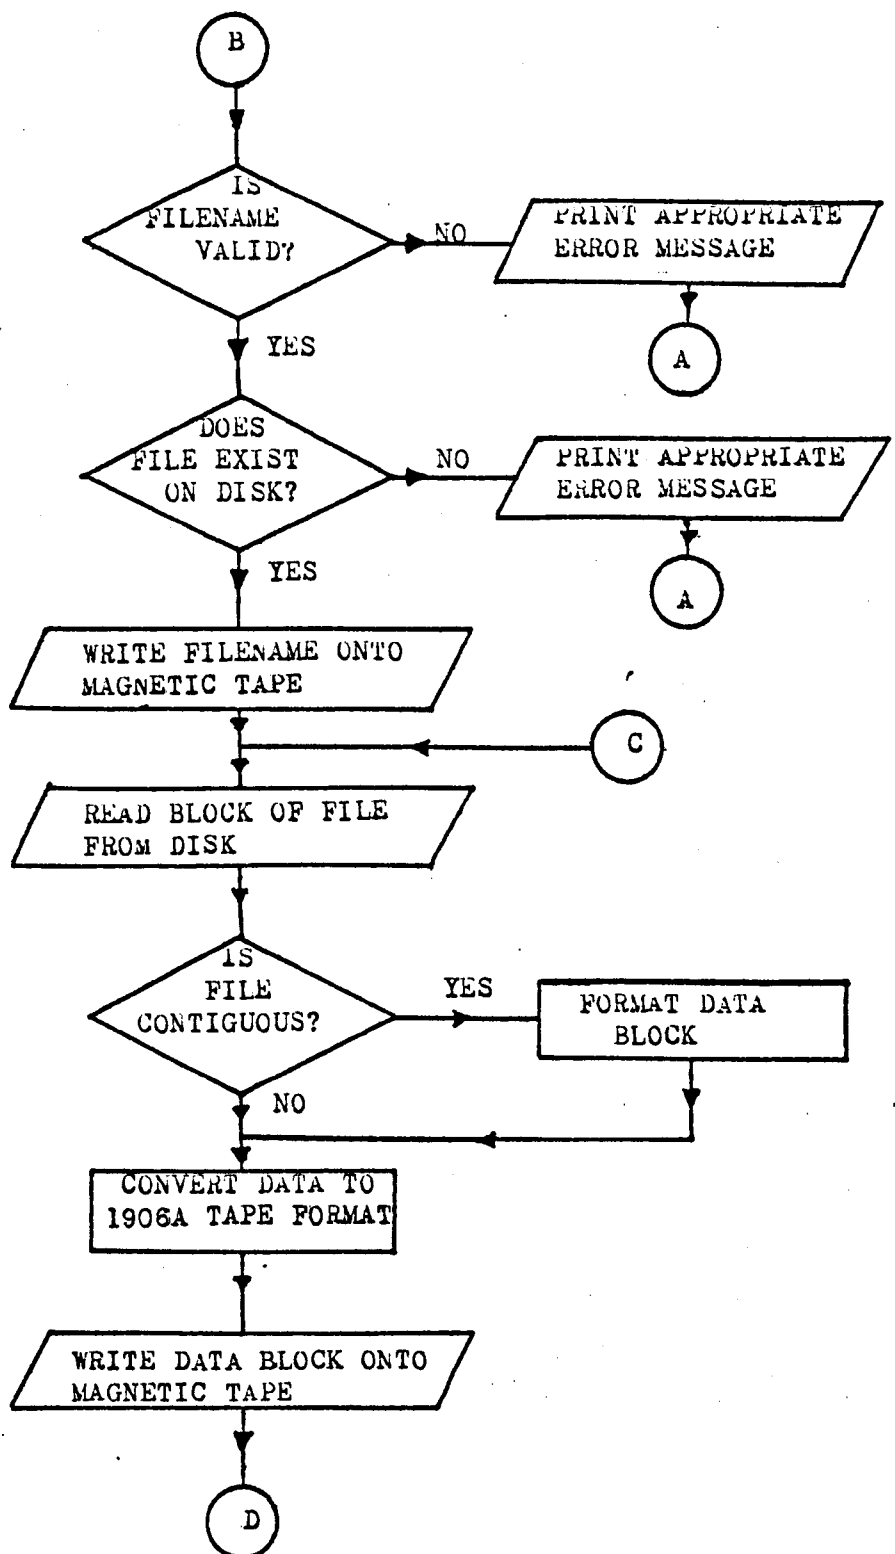 B
IS
FILENAME
VALID?
NO
PRINT APPROPRIATE
ERROR MESSAGE
A
YES
DOES
FILE EXIST
ON DISK?
NO
PRINT APPROPRIATE
ERROR MESSAGE
A
YES
WRITE FILENAME ONTO
MAGNETIC TAPE
C
READ BLOCK OF FILE
FROM DISK
IS
FILE
CONTIGUOUS?
YES
FORMAT DATA
BLOCK
NO
CONVERT DATA TO
1906A TAPE FORMAT
WRITE DATA BLOCK ONTO
MAGNETIC TAPE
D